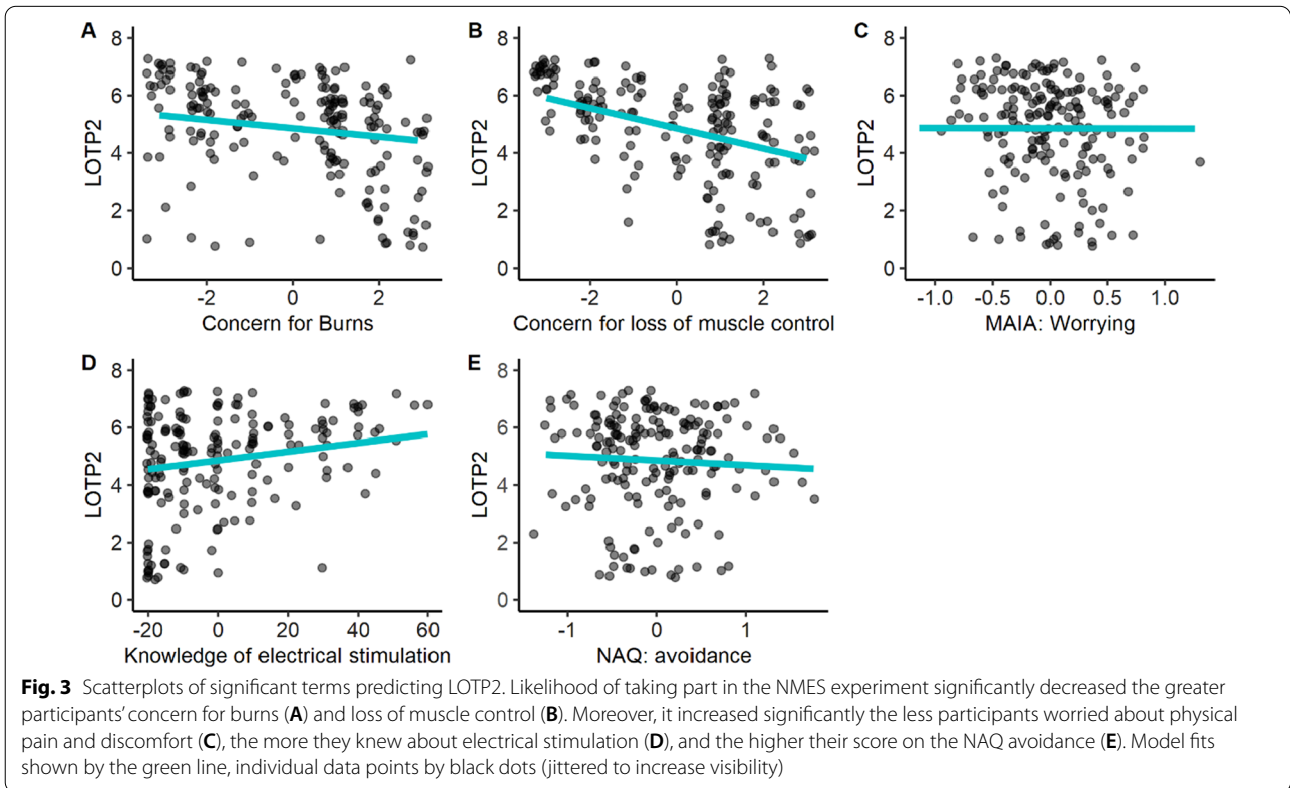 A
B
C
8
6
4
2
0
LOTP2
-2
0
2
Concern for Burns
8
6
4
2
0
LOTP2
-2
0
2
Concern for loss of muscle control
8
6
4
2
0
LOTP2
-1.0
-0.5
0.0
0.5
1.0
MAIA: Worrying
D
E
8
6
4
2
0
LOTP2
-20
0
20
40
60
Knowledge of electrical stimulation
8
6
4
2
0
LOTP2
-1
0
1
NAQ: avoidance
Fig. 3 Scatterplots of significant terms predicting LOTP2. Likelihood of taking part in the NMES experiment significantly decreased the greater
participants' concern for burns (A) and loss of muscle control (B). Moreover, it increased significantly the less participants worried about physical
pain and discomfort (C), the more they knew about electrical stimulation (D), and the higher their score on the NAQ avoidance (E). Model fits
shown by the green line, individual data points by black dots (jittered to increase visibility)